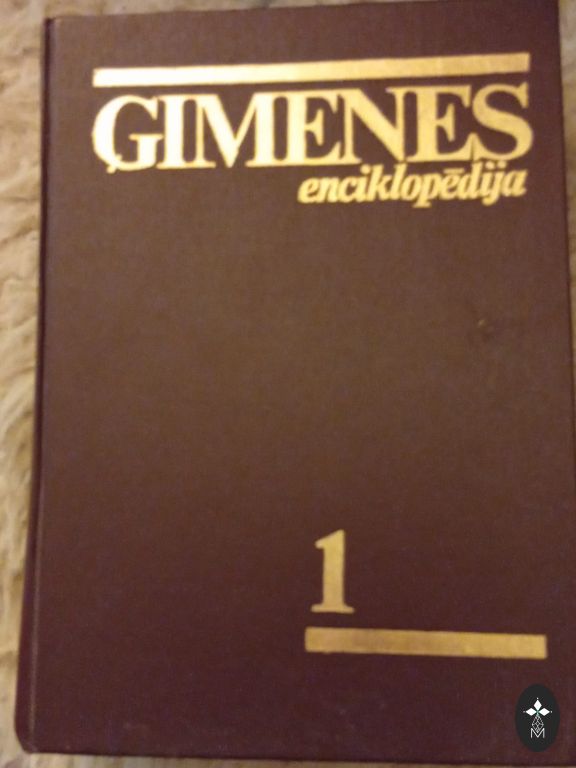 ĢIMENES
enciklopēdija
1
M